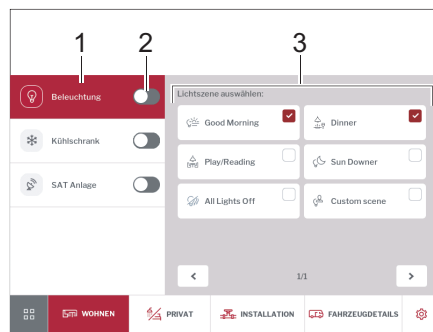 1 2 3
Beleuchtung
Lichtszene auswählen:
Good Morning Dinner
Kühlschrank
Play/Reading Sun Downer
SAT Anlage
All Lights Off Custom scene
< 1/1 >
WOHNEN PRIVAT INSTALLATION FAHRZEUGDETAILS